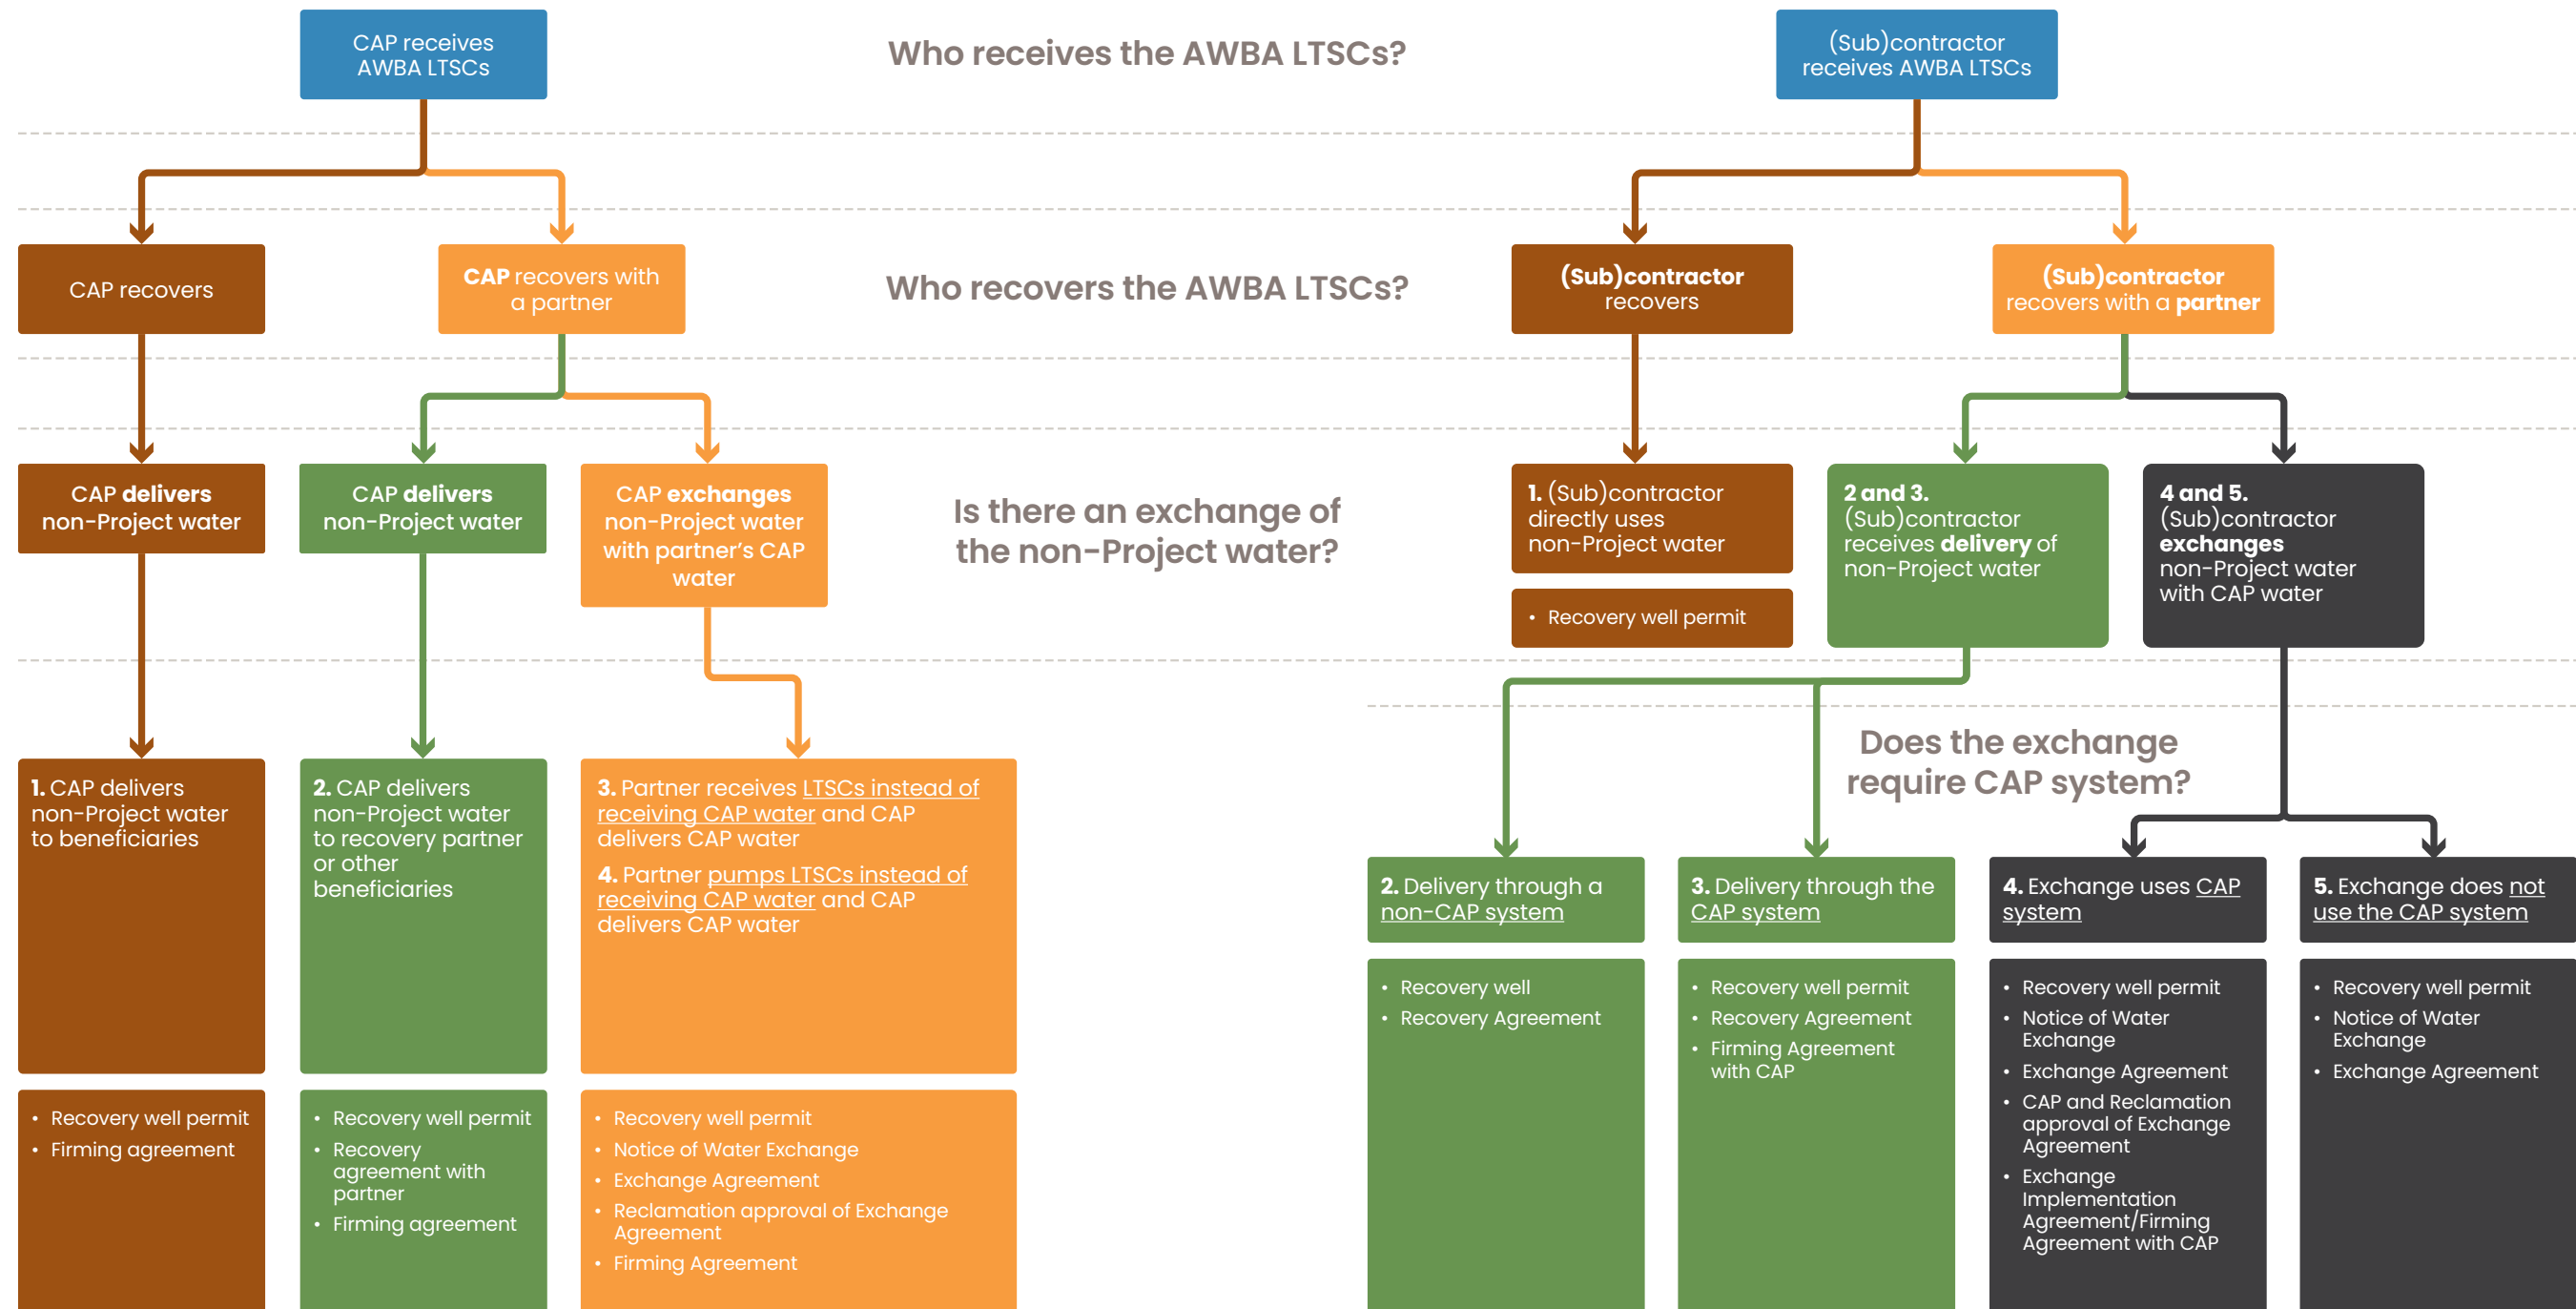 CAP receives
AWBA LTSCs
Who receives the AWBA LTSCs?
(Sub)contractor
receives AWBA LTSCs
CAP recovers
CAP recovers with
a partner
Who recovers the AWBA LTSCs?
(Sub)contractor
recovers
(Sub)contractor
recovers with a partner
CAP delivers
non-Project water
CAP delivers
non-Project water
CAP exchanges
non-Project water
with partner’s CAP
water
Is there an exchange of
the non-Project water?
1. (Sub)contractor
directly uses
non-Project water
• Recovery well permit
2 and 3.
(Sub)contractor
receives delivery of
non-Project water
4 and 5.
(Sub)contractor
exchanges
non-Project water
with CAP water
Does the exchange
require CAP system?
1. CAP delivers
non-Project water
to beneficiaries
• Recovery well permit
• Firming agreement
2. CAP delivers
non-Project water
to recovery partner
or other
beneficiaries
• Recovery well permit
• Recovery
agreement with
partner
• Firming agreement
3. Partner receives LTSCs instead of
receiving CAP water and CAP
delivers CAP water
4. Partner pumps LTSCs instead of
receiving CAP water and CAP
delivers CAP water
• Recovery well permit
• Notice of Water Exchange
• Exchange Agreement
• Reclamation approval of Exchange
Agreement
• Firming Agreement
2. Delivery through a
non-CAP system
• Recovery well
• Recovery Agreement
3. Delivery through the
CAP system
• Recovery well permit
• Recovery Agreement
• Firming Agreement
with CAP
4. Exchange uses CAP
system
• Recovery well permit
• Notice of Water
Exchange
• Exchange Agreement
• CAP and Reclamation
approval of Exchange
Agreement
• Exchange
Implementation
Agreement/Firming
Agreement with CAP
5. Exchange does not
use the CAP system
• Recovery well permit
• Notice of Water
Exchange
• Exchange Agreement